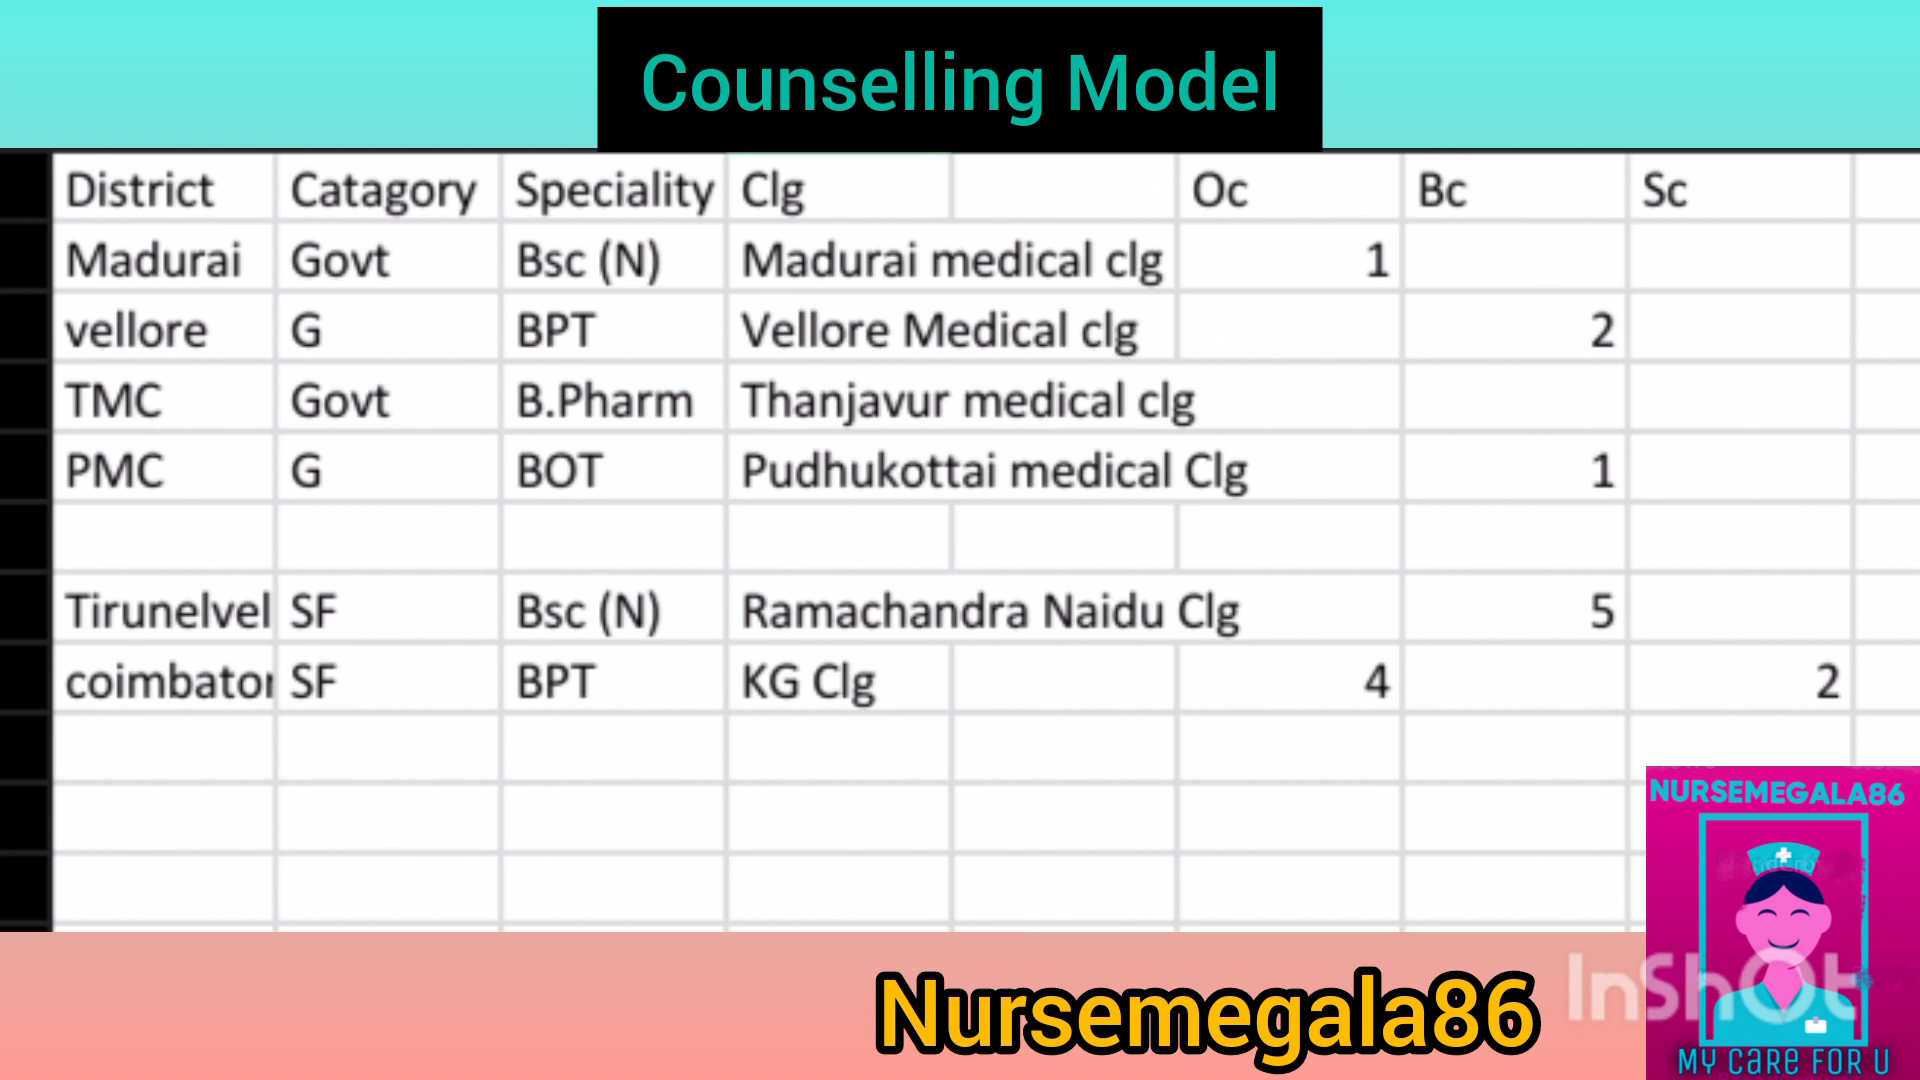 Counselling Model
District Catagory Speciality Clg Oc Bc Sc
Madurai Govt Bsc (N) Madurai medical clg 1
vellore G BPT Vellore Medical clg 2
TMC Govt B.Pharm Thanjavur medical clg
PMC G BOT Pudhukottai medical Clg 1
Tirunelvel SF Bsc (N) Ramachandra Naidu Clg 5
coimbator SF BPT KG Clg 4 2
NURSEMEGALA86
Nursemegala86
InShOt
MY CaRe FOR U